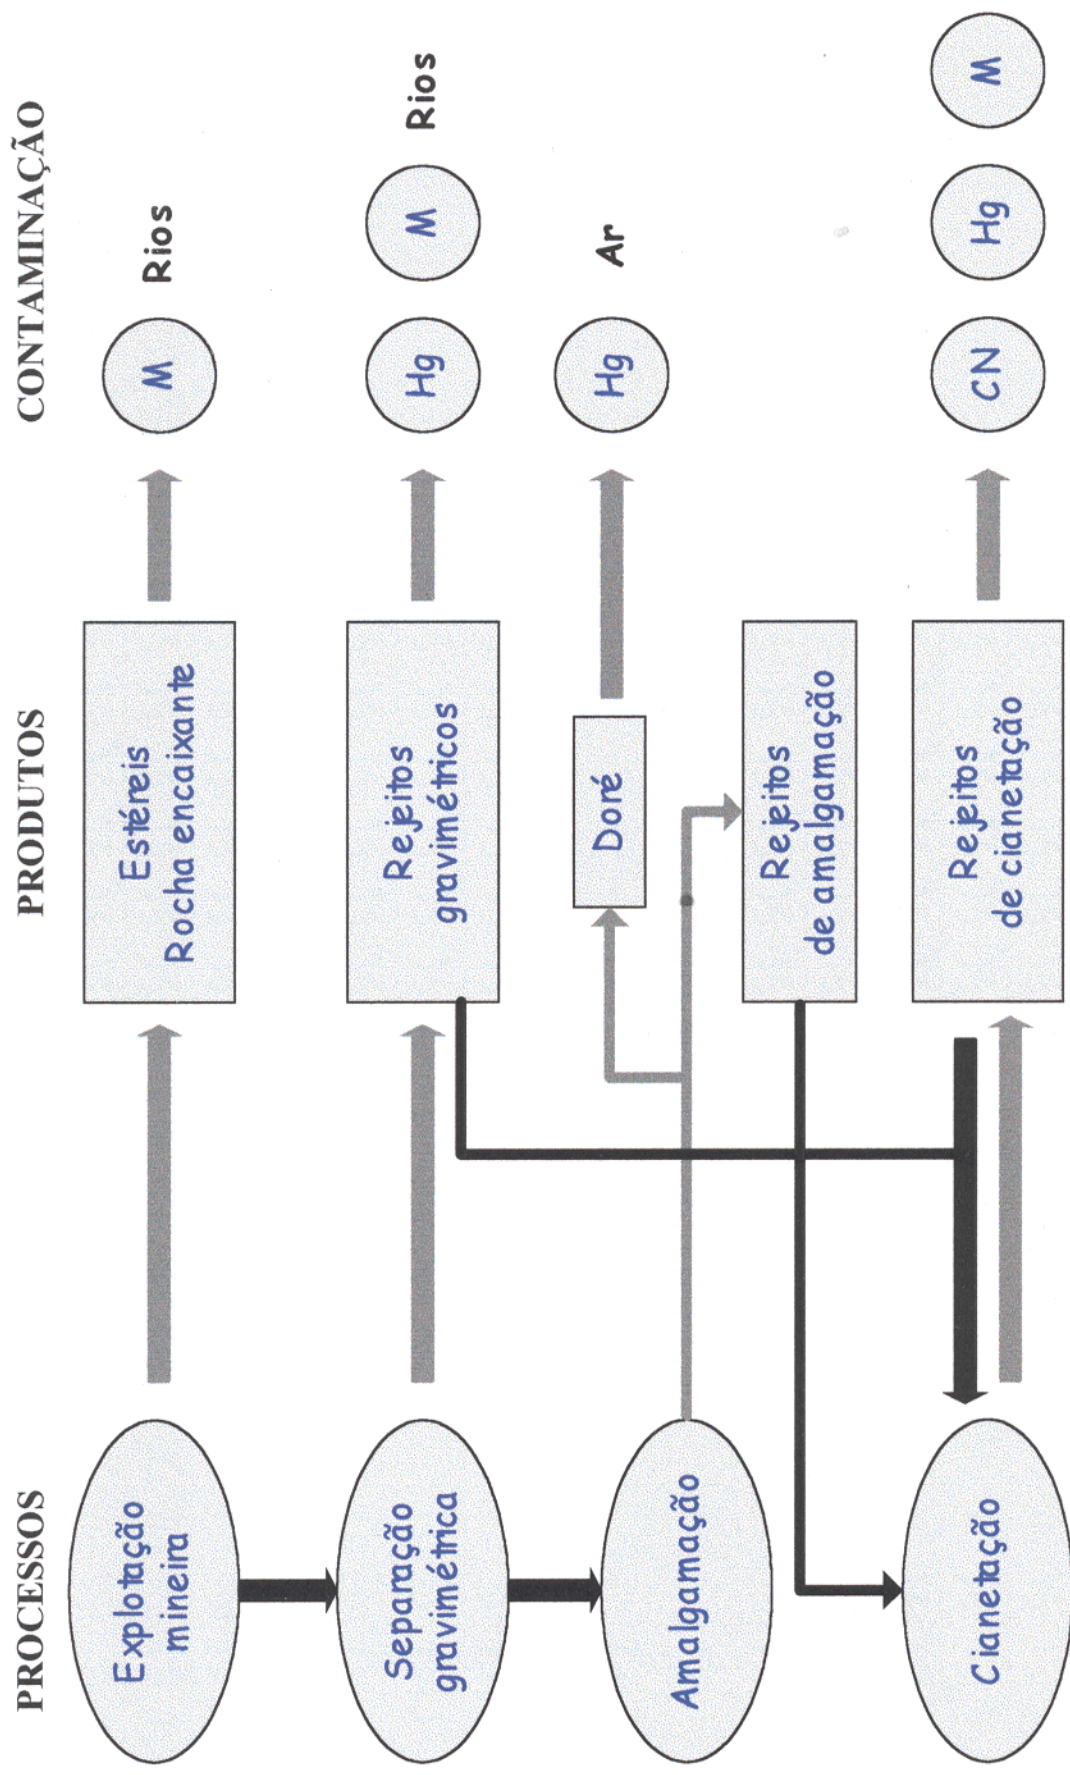 PROCESSOS
PRODUTOS
CONTAMINAÇÃO
Explotação
mineira
Estéreis
Rocha encaixante
M
Rios
Separação
gravimétrica
Rejeitos
gravimétricos
Hg
M
Rios
Amalgamação
Doré
Hg
Ar
Rejeitos
de amalgamação
Cianetação
Rejeitos
de cianetação
CN
Hg
M